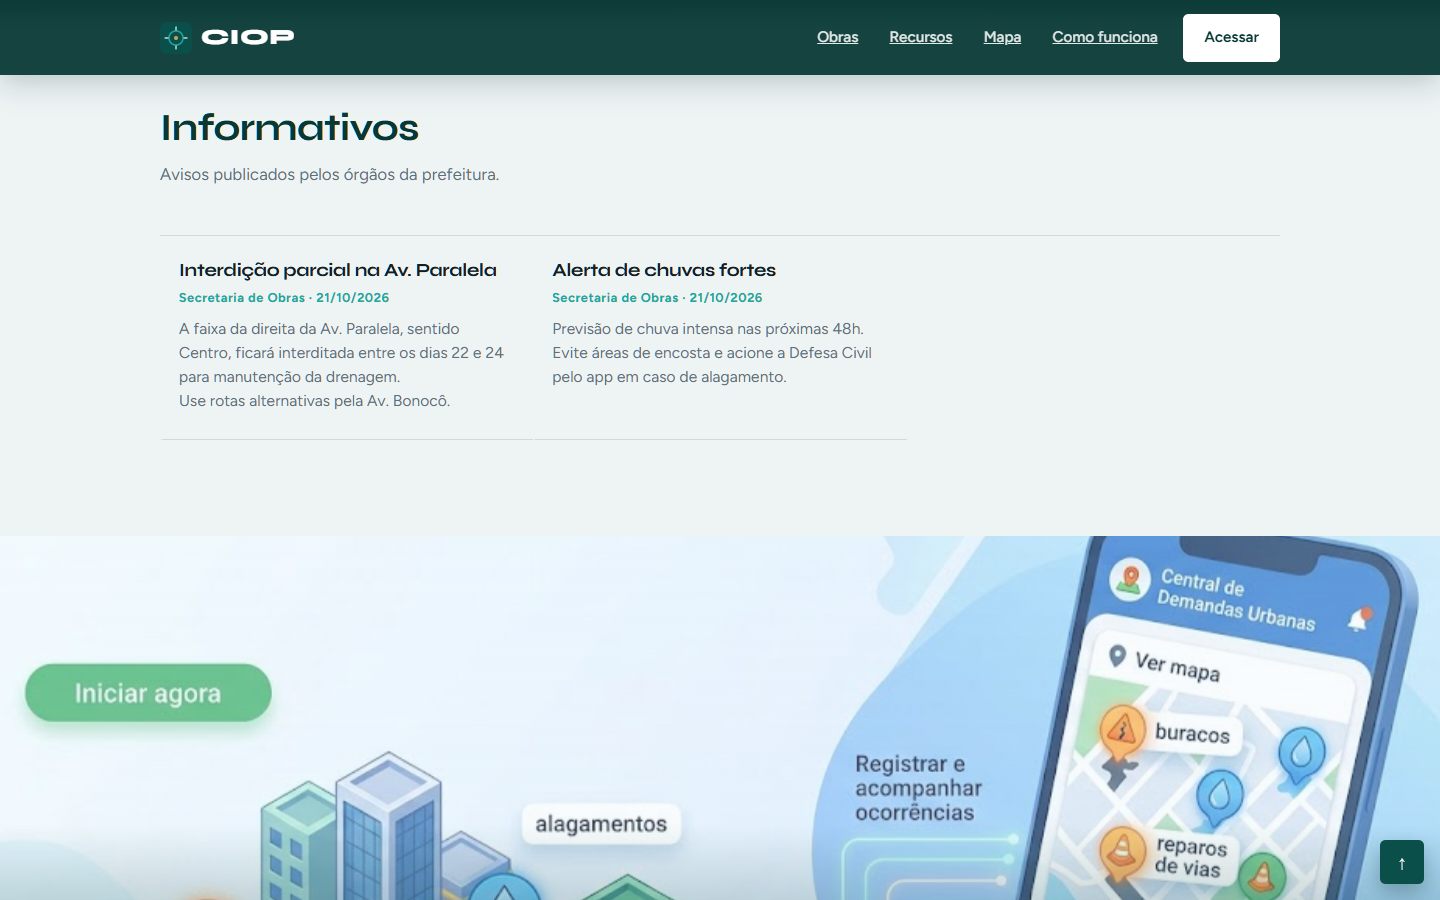 CIOP
Obras
Recursos
Mapa
Como funciona
Acessar
Informativos
Avisos publicados pelos órgãos da prefeitura.
Interdição parcial na Av. Paralela
Secretaria de Obras · 21/10/2026
A faixa da direita da Av. Paralela, sentido
Centro, ficará interditada entre os dias 22 e 24
para manutenção da drenagem.
Use rotas alternativas pela Av. Bonocô.
Alerta de chuvas fortes
Secretaria de Obras · 21/10/2026
Previsão de chuva intensa nas próximas 48h.
Evite áreas de encosta e acione a Defesa Civil
pelo app em caso de alagamento.
Iniciar agora
alagamentos
Registrar e
acompanhar
ocorrências
Central de
Demandas Urbanas
Ver mapa
buracos
reparos
de vias
↑